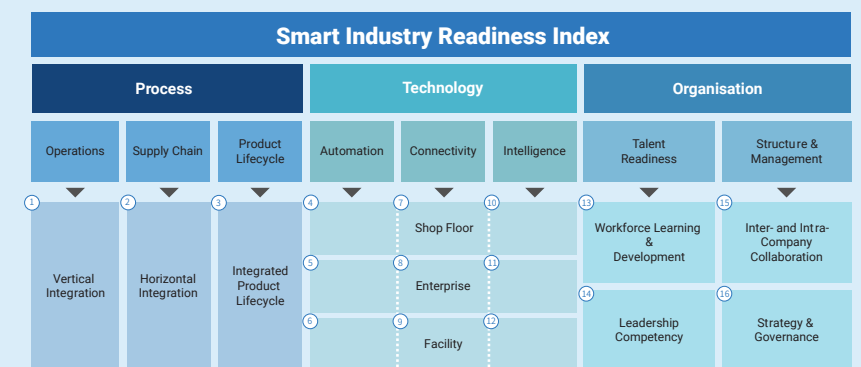 Smart Industry Readiness Index
Process
Technology
Organisation
Operations
Supply Chain
Product
Lifecycle
Automation
Connectivity
Intelligence
Talent
Readiness
Structure &
Management
1
2
3
4
7
10
13
15
Vertical
Integration
Horizontal
Integration
Integrated
Product
Lifecycle
Shop Floor
Workforce Learning
&
Development
Inter- and Intra-
Company
Collaboration
5
8
11
Enterprise
14
16
Leadership
Competency
Strategy &
Governance
6
9
12
Facility